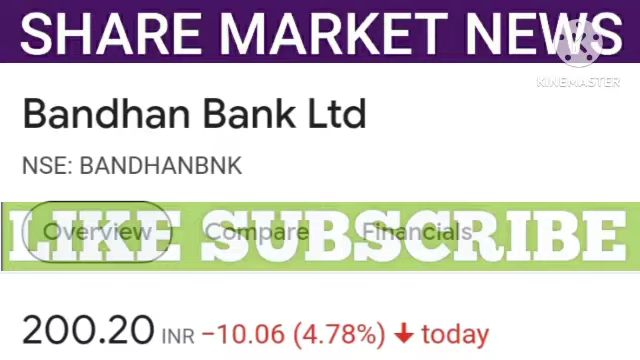 SHARE MARKET NEWS
KINEMASTER
Bandhan Bank Ltd
NSE: BANDHANBNK
LIKE SUBSCRIBE
Overview Compare Financials
200.20 INR −10.06 (4.78%) ↓ today